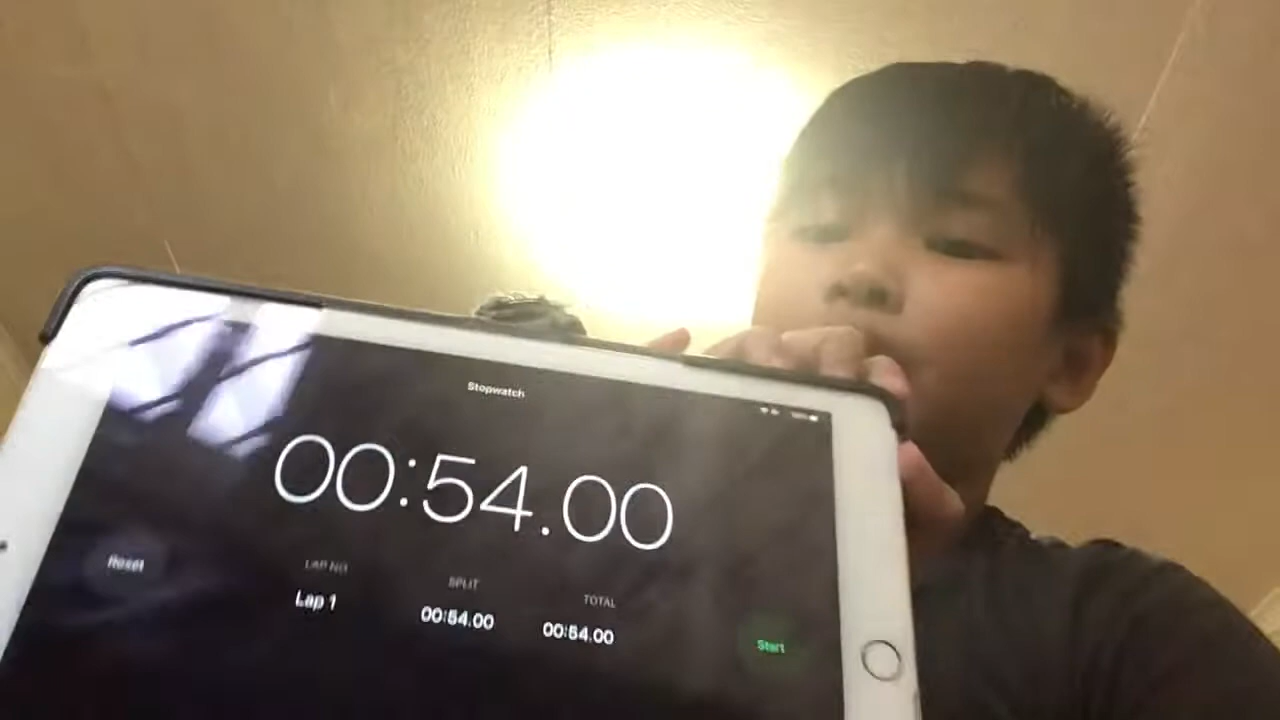 Stopwatch
00:54.00
Reset
LAP NO
SPLIT
TOTAL
Lap 1
00:54.00
00:54.00
Start